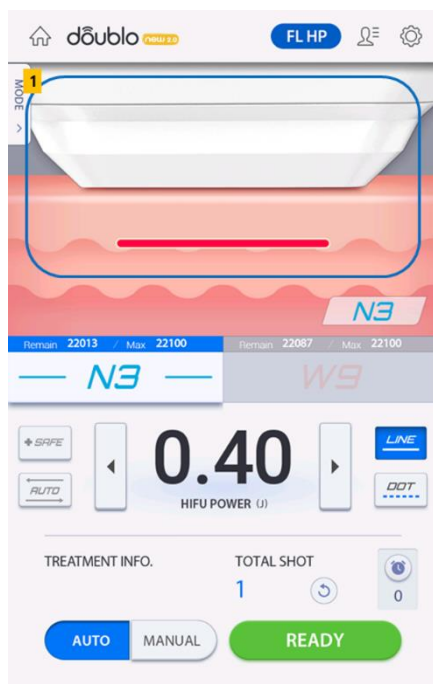 doublo new 2.0 FL HP
1
MODE
N3
Remain 22013 / Max 22100 Remain 22087 / Max 22100
N3 W9
+SAFE 0.40 LINE
AUTO HIFU POWER (J) DOT
TREATMENT INFO. TOTAL SHOT
1 0
AUTO MANUAL READY